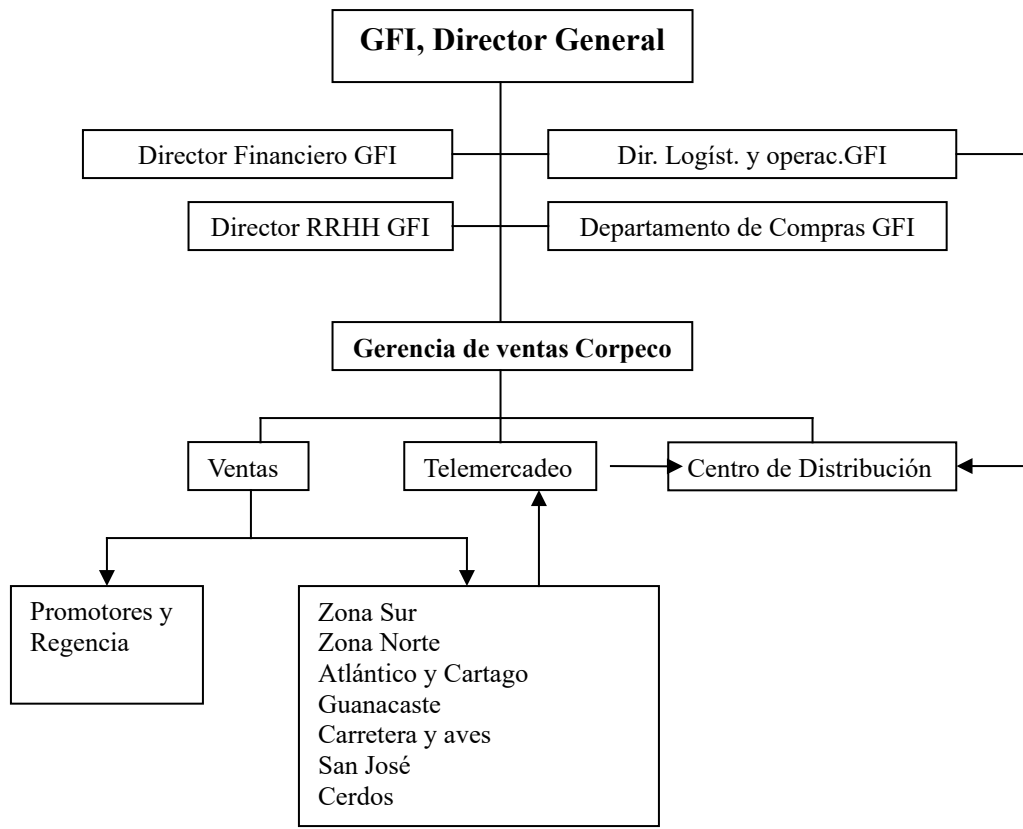 GFI, Director General
Director Financiero GFI
Dir. Logíst. y operac.GFI
Director RRHH GFI
Departamento de Compras GFI
Gerencia de ventas Corpeco
Ventas
Telemercadeo
Centro de Distribución
Promotores y
Regencia
Zona Sur
Zona Norte
Atlántico y Cartago
Guanacaste
Carretera y aves
San José
Cerdos